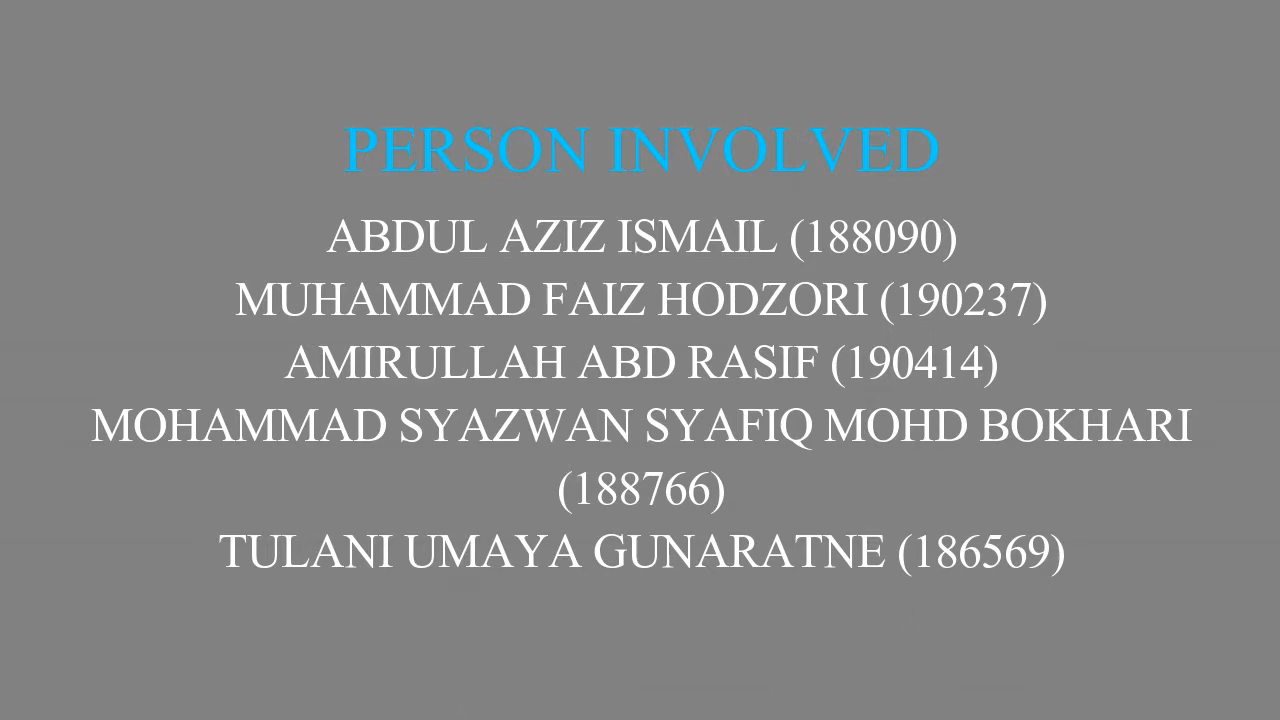 PERSON INVOLVED
ABDUL AZIZ ISMAIL (188090)
MUHAMMAD FAIZ HODZORI (190237)
AMIRULLAH ABD RASIF (190414)
MOHAMMAD SYAZWAN SYAFIQ MOHD BOKHARI
(188766)
TULANI UMAYA GUNARATNE (186569)